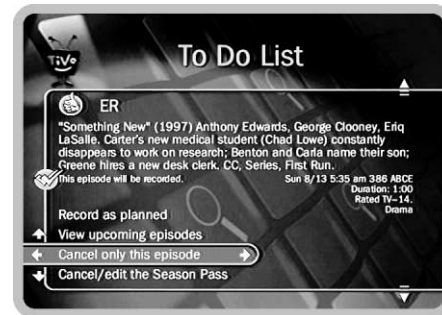 TiVo
To Do List
ER
"Something New" (1997) Anthony Edwards, George Clooney, Eriq
LaSalle. Carter's new medical student (Chad Lowe) constantly
disappears to work on research; Benton and Carla name their son;
Greene hires a new desk clerk. CC, Series, First Run.
This episode will be recorded. Sun 8/13 5:35 am 386 ABCE
Duration: 1:00
Rated TV-14.
Drama
Record as planned
View upcoming episodes
Cancel only this episode
Cancel/edit the Season Pass